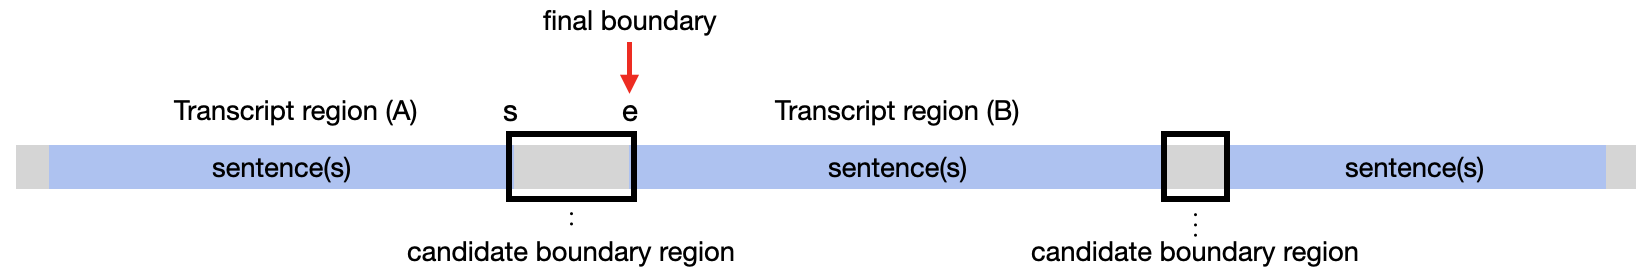 final boundary
Transcript region (A)
s
e
Transcript region (B)
sentence(s)
sentence(s)
sentence(s)
candidate boundary region
candidate boundary region